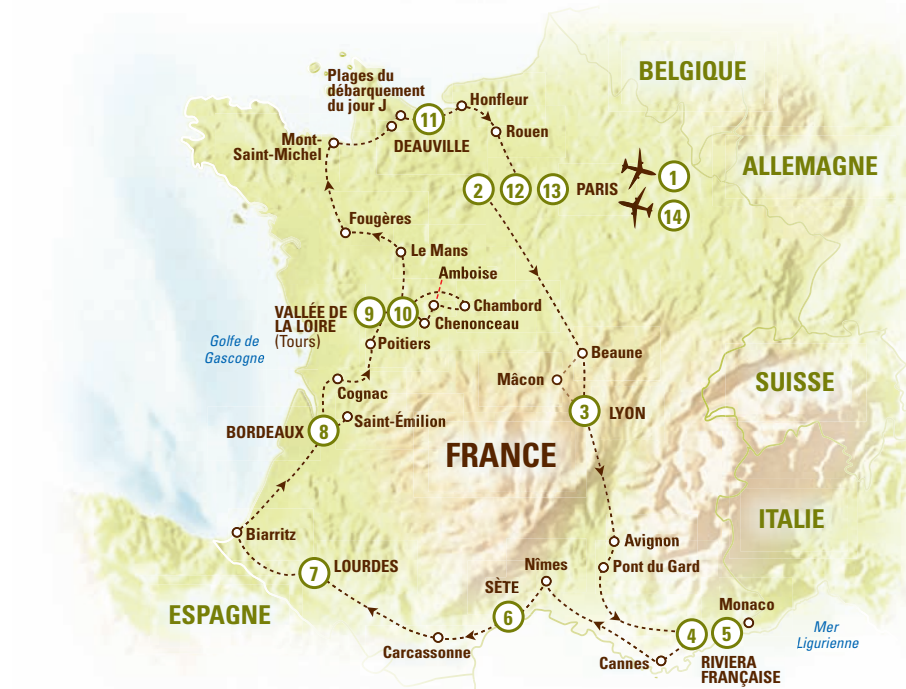 BELGIQUE
Plages du
débarquement
du jour J
Honfleur
11
DEAUVILLE
Rouen
Mont-
Saint-Michel
ALLEMAGNE
2
12
13
PARIS
1
14
Fougères
Le Mans
Amboise
Chambord
Chenonceau
VALLÉE DE
LA LOIRE
(Tours)
9
10
Golfe de
Gascogne
Poitiers
Beaune
Mâcon
SUISSE
Cognac
3
LYON
Saint-Émilion
BORDEAUX
8
FRANCE
ITALIE
Biarritz
Avignon
Pont du Gard
Nîmes
7
LOURDES
SÈTE
6
ESPAGNE
Monaco
4
5
Mer
Ligurienne
Carcassonne
Cannes
RIVIERA
FRANÇAISE